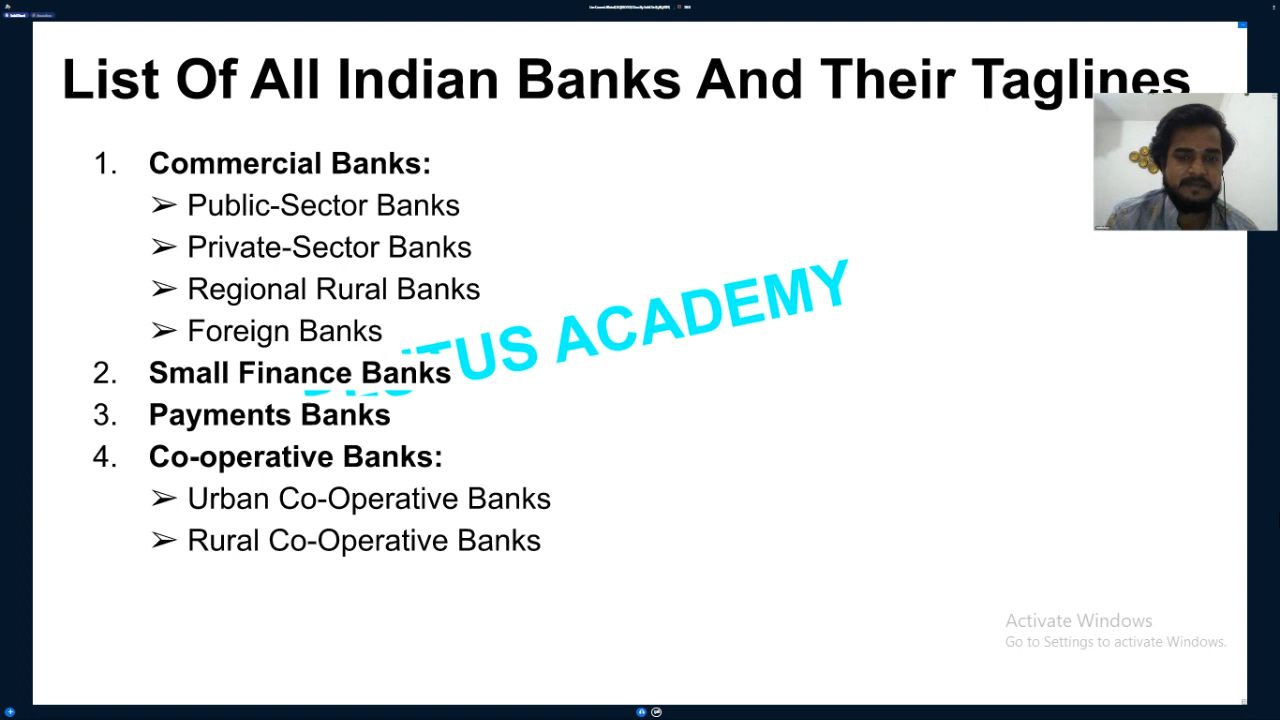 List Of All Indian Banks And Their Taglines
1. Commercial Banks:
➢ Public-Sector Banks
➢ Private-Sector Banks
➢ Regional Rural Banks
➢ Foreign Banks
2. Small Finance Banks
3. Payments Banks
4. Co-operative Banks:
➢ Urban Co-Operative Banks
➢ Rural Co-Operative Banks
ACADEMY
Activate Windows
Go to Settings to activate Windows.